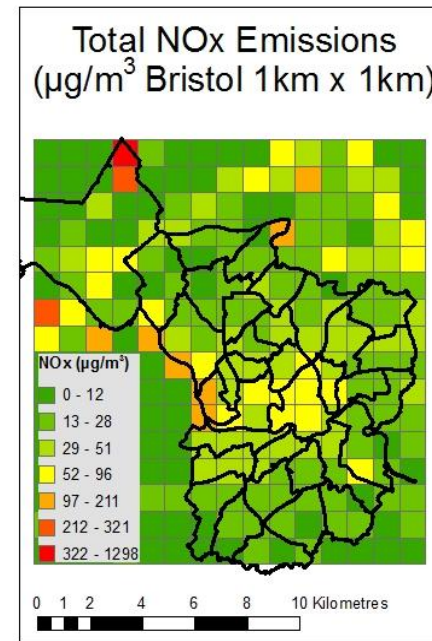 Total NOx Emissions
(µg/m³ Bristol 1km x 1km)
NOx (µg/m³)
0 - 12
13 - 28
29 - 51
52 - 96
97 - 211
212 - 321
322 - 1298
0 1 2 4 6 8 10 Kilometres